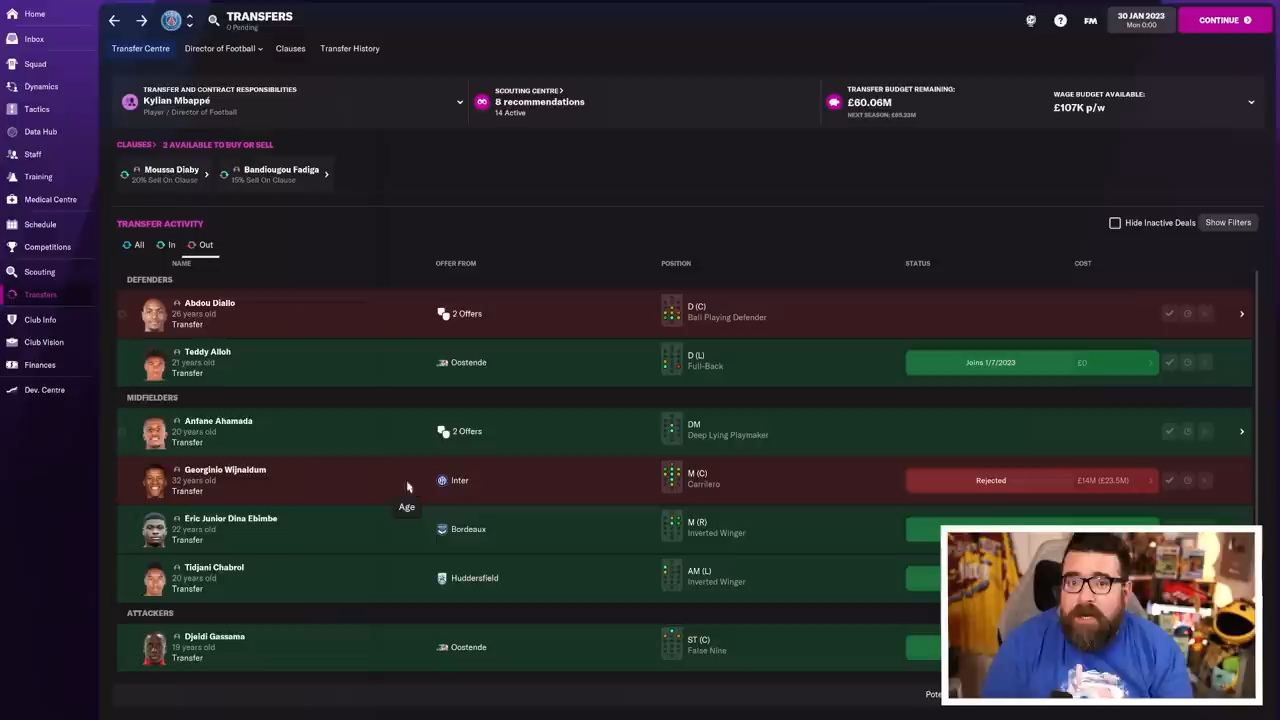 Home
TRANSFERS
0 Pending
FM
30 JAN 2023
Mon 0:00
CONTINUE
Inbox
Squad
Dynamics
Tactics
Data Hub
Staff
Training
Medical Centre
Schedule
Competitions
Scouting
Transfers
Club Info
Club Vision
Finances
Dev. Centre
Transfer Centre
Director of Football
Clauses
Transfer History
TRANSFER AND CONTRACT RESPONSIBILITIES
Kylian Mbappé
Player / Director of Football
SCOUTING CENTRE >
8 recommendations
14 Active
TRANSFER BUDGET REMAINING:
£60.06M
NEXT SEASON: £65.33M
WAGE BUDGET AVAILABLE:
£107K p/w
CLAUSES > 2 AVAILABLE TO BUY OR SELL
Moussa Diaby
20% Sell On Clause
Bandiougou Fadiga
15% Sell On Clause
TRANSFER ACTIVITY
Hide Inactive Deals
Show Filters
All
In
Out
NAME OFFER FROM POSITION STATUS COST
DEFENDERS
Abdou Diallo
26 years old
Transfer
2 Offers
D (C)
Ball Playing Defender
Teddy Alloh
21 years old
Transfer
Oostende
D (L)
Full-Back
Joins 1/7/2023
£0
MIDFIELDERS
Anfane Ahamada
20 years old
Transfer
2 Offers
DM
Deep Lying Playmaker
Georginio Wijnaldum
32 years old
Transfer
Inter
M (C)
Carrilero
Rejected
£14M (£23.5M)
Age
Eric Junior Dina Ebimbe
22 years old
Transfer
Bordeaux
M (R)
Inverted Winger
Tidjani Chabrol
20 years old
Transfer
Huddersfield
AM (L)
Inverted Winger
ATTACKERS
Djeidi Gassama
19 years old
Transfer
Oostende
ST (C)
False Nine